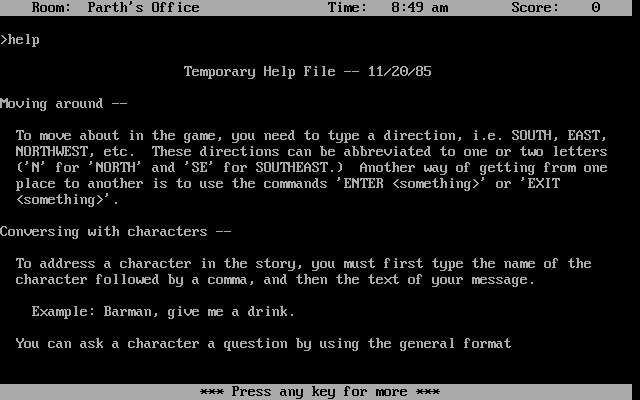 Room: Parth's Office Time: 8:49 am Score: 0
>help
Temporary Help File -- 11/20/85
Moving around --
To move about in the game, you need to type a direction, i.e. SOUTH, EAST,
NORTHWEST, etc. These directions can be abbreviated to one or two letters
('N' for 'NORTH' and 'SE' for SOUTHEAST.) Another way of getting from one
place to another is to use the commands 'ENTER <something>' or 'EXIT
<something>'.
Conversing with characters --
To address a character in the story, you must first type the name of the
character followed by a comma, and then the text of your message.
Example: Barman, give me a drink.
You can ask a character a question by using the general format
*** Press any key for more ***